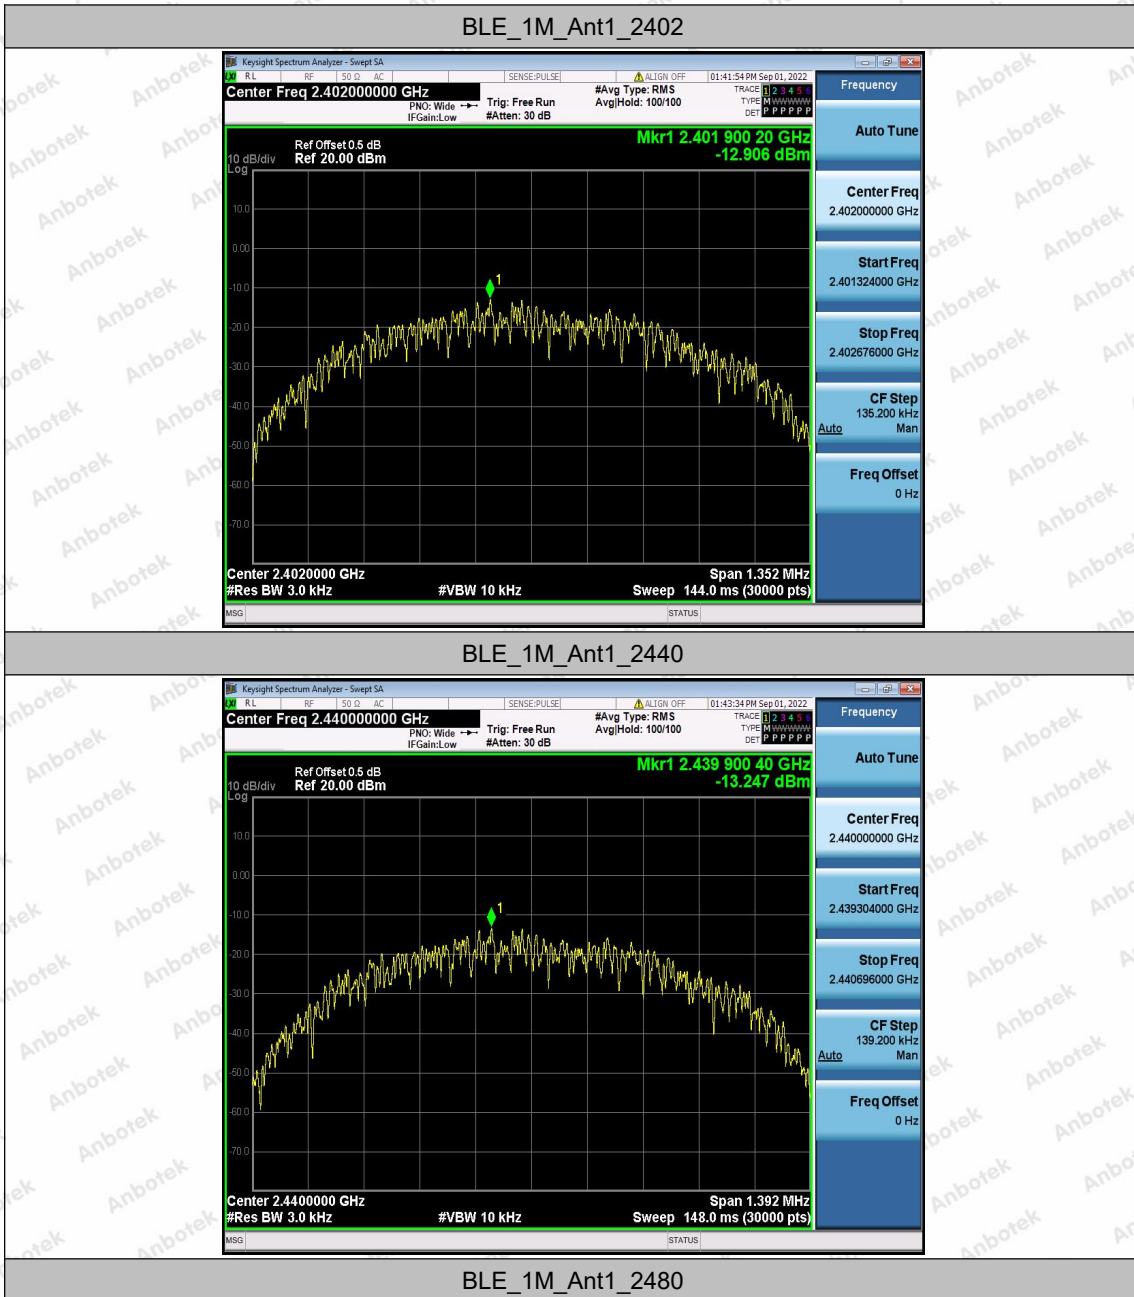 BLE_1M_Ant1_2402
Keysight Spectrum Analyzer - Swept SA
LXI RL RF 50 Ω AC SENSE:PULSE ALIGN OFF 01:41:54 PM Sep 01, 2022
Center Freq 2.402000000 GHz
PNO: Wide
IFGain:Low
Trig: Free Run
#Atten: 30 dB
#Avg Type: RMS
Avg|Hold: 100/100
TRACE 1 2 3 4 5 6
TYPE M WWWWW
DET P P P P P P
Frequency
Auto Tune
Center Freq
2.402000000 GHz
Start Freq
2.401324000 GHz
Stop Freq
2.402676000 GHz
CF Step
135.200 kHz
Auto Man
Freq Offset
0 Hz
Mkr1 2.401 900 20 GHz
-12.906 dBm
Ref Offset 0.5 dB
10 dB/div Ref 20.00 dBm
Log
10.0
0.00
-10.0
-20.0
-30.0
-40.0
-50.0
-60.0
-70.0
1
Center 2.4020000 GHz Span 1.352 MHz
#Res BW 3.0 kHz #VBW 10 kHz Sweep 144.0 ms (30000 pts)
MSG STATUS
BLE_1M_Ant1_2440
Keysight Spectrum Analyzer - Swept SA
LXI RL RF 50 Ω AC SENSE:PULSE ALIGN OFF 01:43:34 PM Sep 01, 2022
Center Freq 2.440000000 GHz
PNO: Wide
IFGain:Low
Trig: Free Run
#Atten: 30 dB
#Avg Type: RMS
Avg|Hold: 100/100
TRACE 1 2 3 4 5 6
TYPE M WWWWW
DET P P P P P P
Frequency
Auto Tune
Center Freq
2.440000000 GHz
Start Freq
2.439304000 GHz
Stop Freq
2.440696000 GHz
CF Step
139.200 kHz
Auto Man
Freq Offset
0 Hz
Mkr1 2.439 900 40 GHz
-13.247 dBm
Ref Offset 0.5 dB
10 dB/div Ref 20.00 dBm
Log
10.0
0.00
-10.0
-20.0
-30.0
-40.0
-50.0
-60.0
-70.0
1
Center 2.4400000 GHz Span 1.392 MHz
#Res BW 3.0 kHz #VBW 10 kHz Sweep 148.0 ms (30000 pts)
MSG STATUS
BLE_1M_Ant1_2480
Anbotek